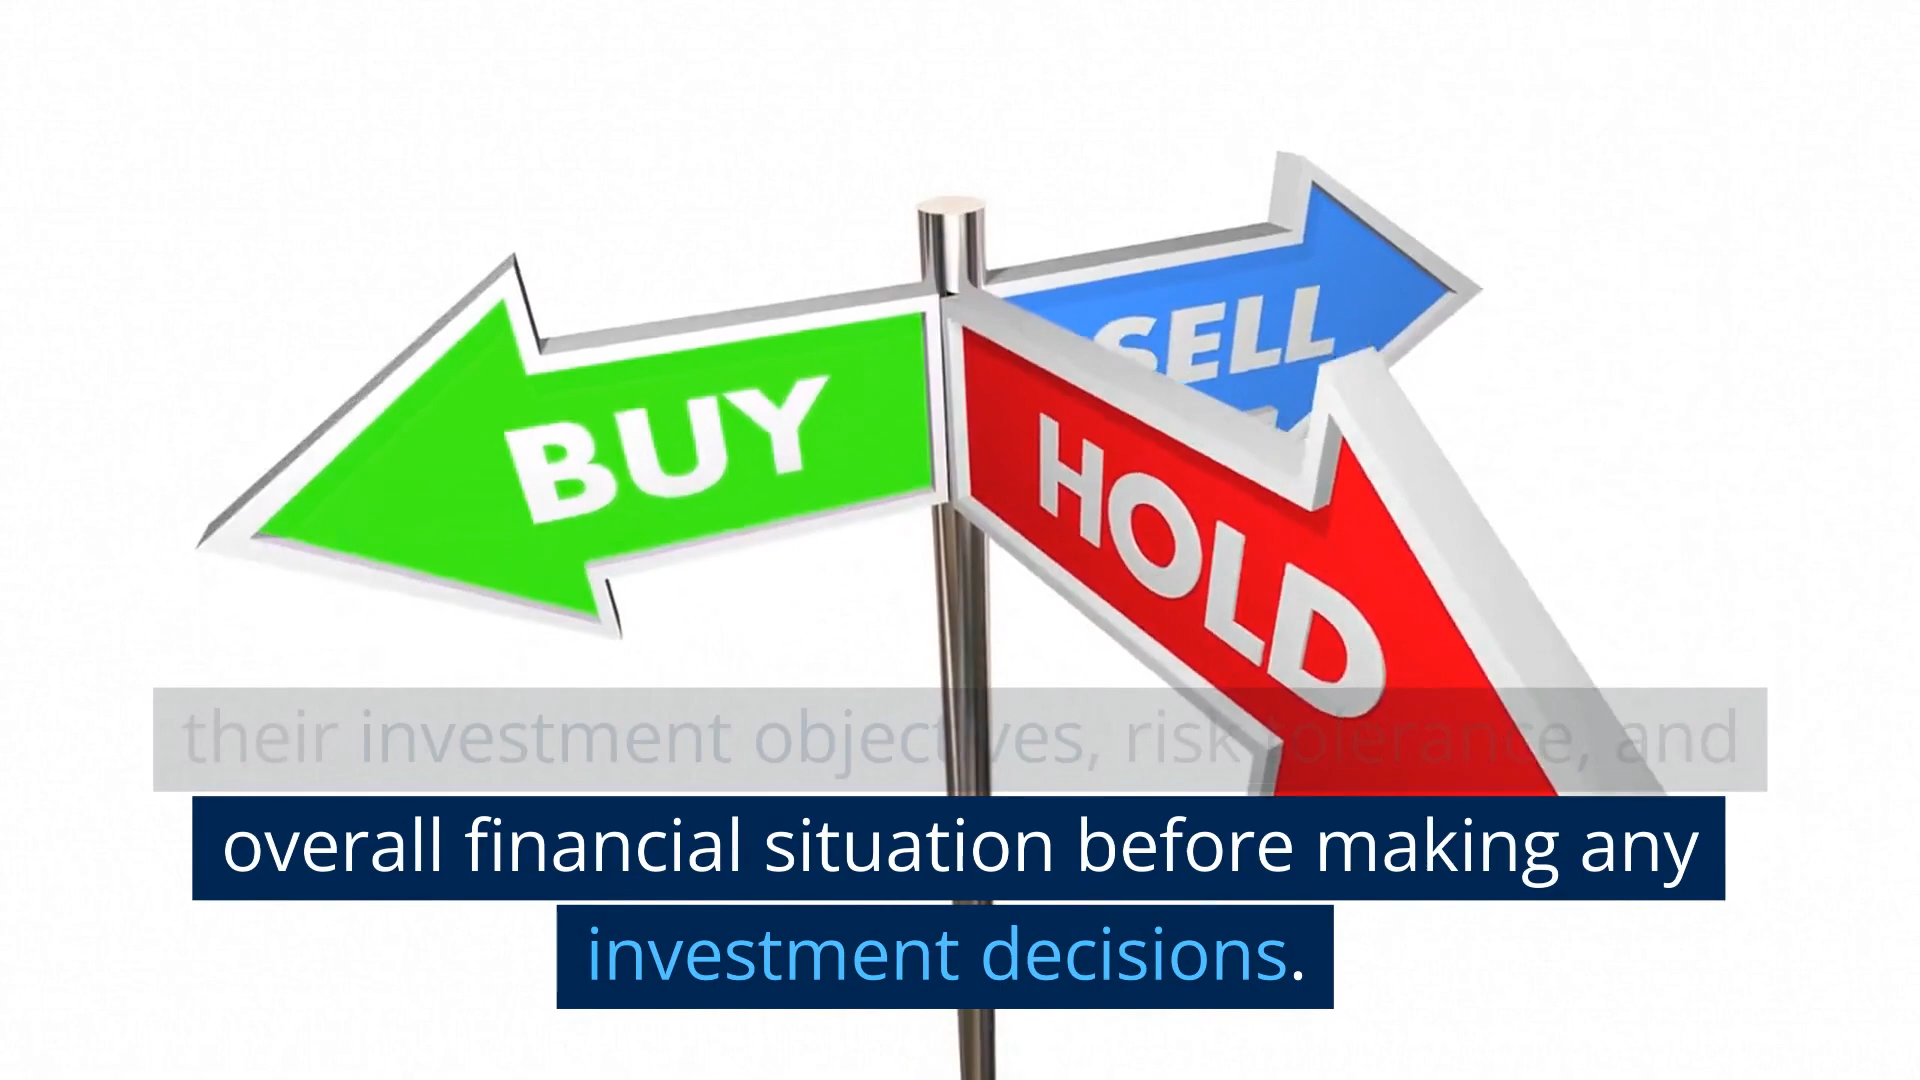 BUY
SELL
HOLD
their investment objectives, risk tolerance, and
overall financial situation before making any
investment decisions.